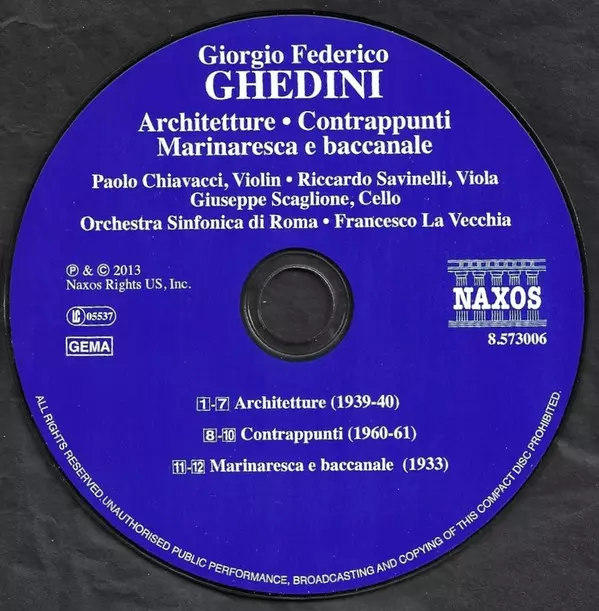 Giorgio Federico
GHEDINI
Architetture • Contrappunti
Marinaresca e baccanale
Paolo Chiavacci, Violin • Riccardo Savinelli, Viola
Giuseppe Scaglione, Cello
Orchestra Sinfonica di Roma • Francesco La Vecchia
℗ & © 2013
Naxos Rights US, Inc.
LC 05537
GEMA
NAXOS
8.573006
1-7 Architetture (1939-40)
8-10 Contrappunti (1960-61)
11-12 Marinaresca e baccanale (1933)
ALL RIGHTS RESERVED. UNAUTHORISED PUBLIC PERFORMANCE, BROADCASTING AND COPYING OF THIS COMPACT DISC PROHIBITED.